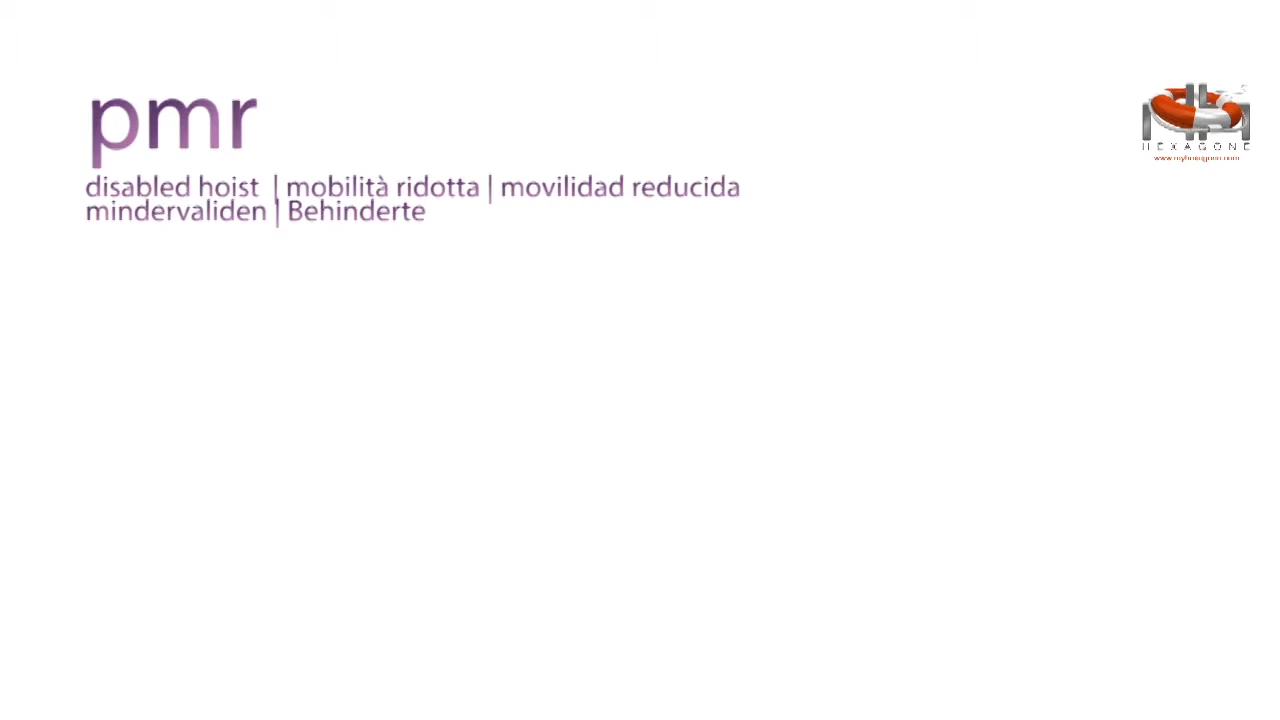 pmr
disabled hoist | mobilità ridotta | movilidad reducida
mindervaliden | Behinderte
HEXAGONE